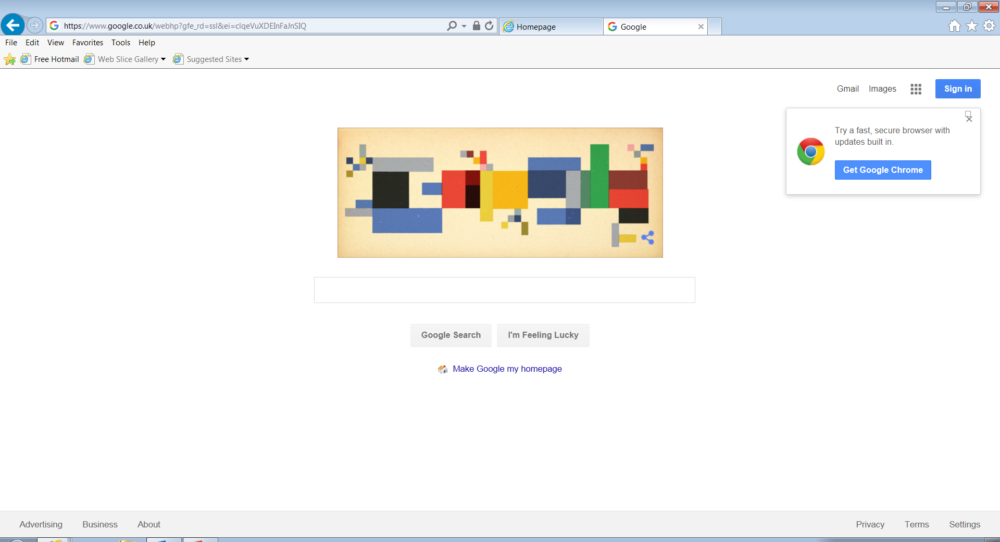 https://www.google.co.uk/webhp?gfe_rd=ssl&ei=cIqeVuXDEInFaJnSIQ
Homepage
Google
File Edit View Favorites Tools Help
Free Hotmail Web Slice Gallery Suggested Sites
Gmail Images Sign in
Try a fast, secure browser with
updates built in.
Get Google Chrome
Google Search I'm Feeling Lucky
Make Google my homepage
Advertising Business About Privacy Terms Settings